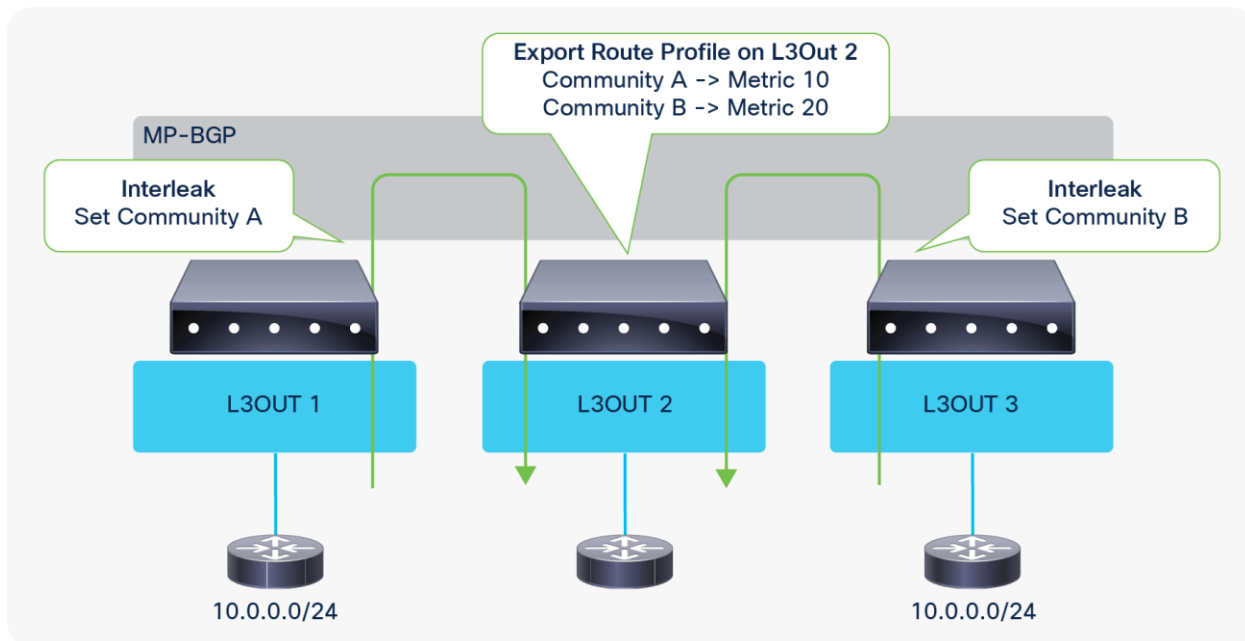 Export Route Profile on L3Out 2
Community A -> Metric 10
Community B -> Metric 20
MP-BGP
Interleak
Set Community A
Interleak
Set Community B
L3OUT 1
L3OUT 2
L3OUT 3
10.0.0.0/24
10.0.0.0/24